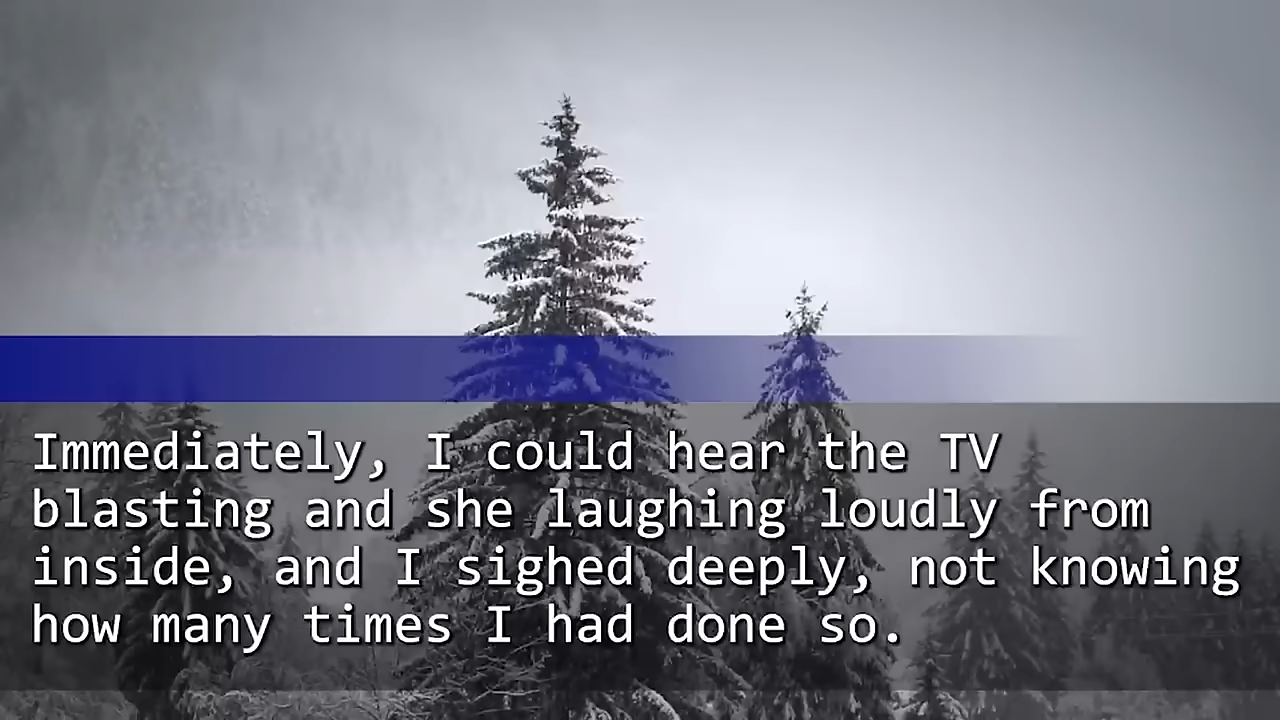 Immediately, I could hear the TV
blasting and she laughing loudly from
inside, and I sighed deeply, not knowing
how many times I had done so.